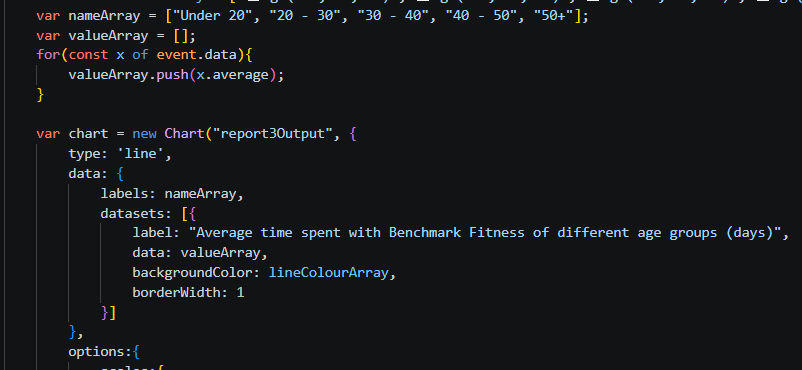 var nameArray = ["Under 20", "20 - 30", "30 - 40", "40 - 50", "50+"];
var valueArray = [];
for(const x of event.data){
    valueArray.push(x.average);
}

var chart = new Chart("report3Output", {
    type: 'line',
    data: {
        labels: nameArray,
        datasets: [{
            label: "Average time spent with Benchmark Fitness of different age groups (days)",
            data: valueArray,
            backgroundColor: lineColourArray,
            borderWidth: 1
        }]
    },
    options:{